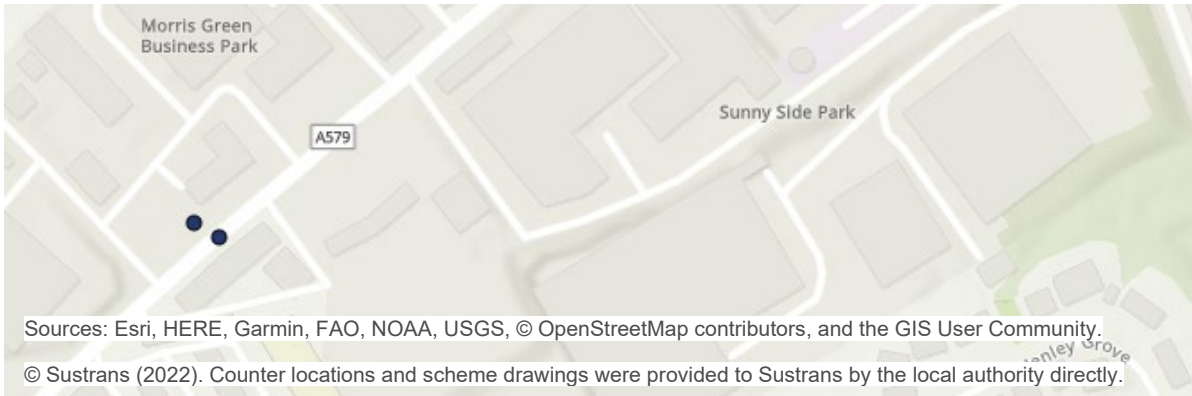 Morris Green
Business Park
A579
Sunny Side Park
Sources: Esri, HERE, Garmin, FAO, NOAA, USGS, © OpenStreetMap contributors, and the GIS User Community.
Grove
© Sustrans (2022). Counter locations and scheme drawings were provided to Sustrans by the local authority directly.